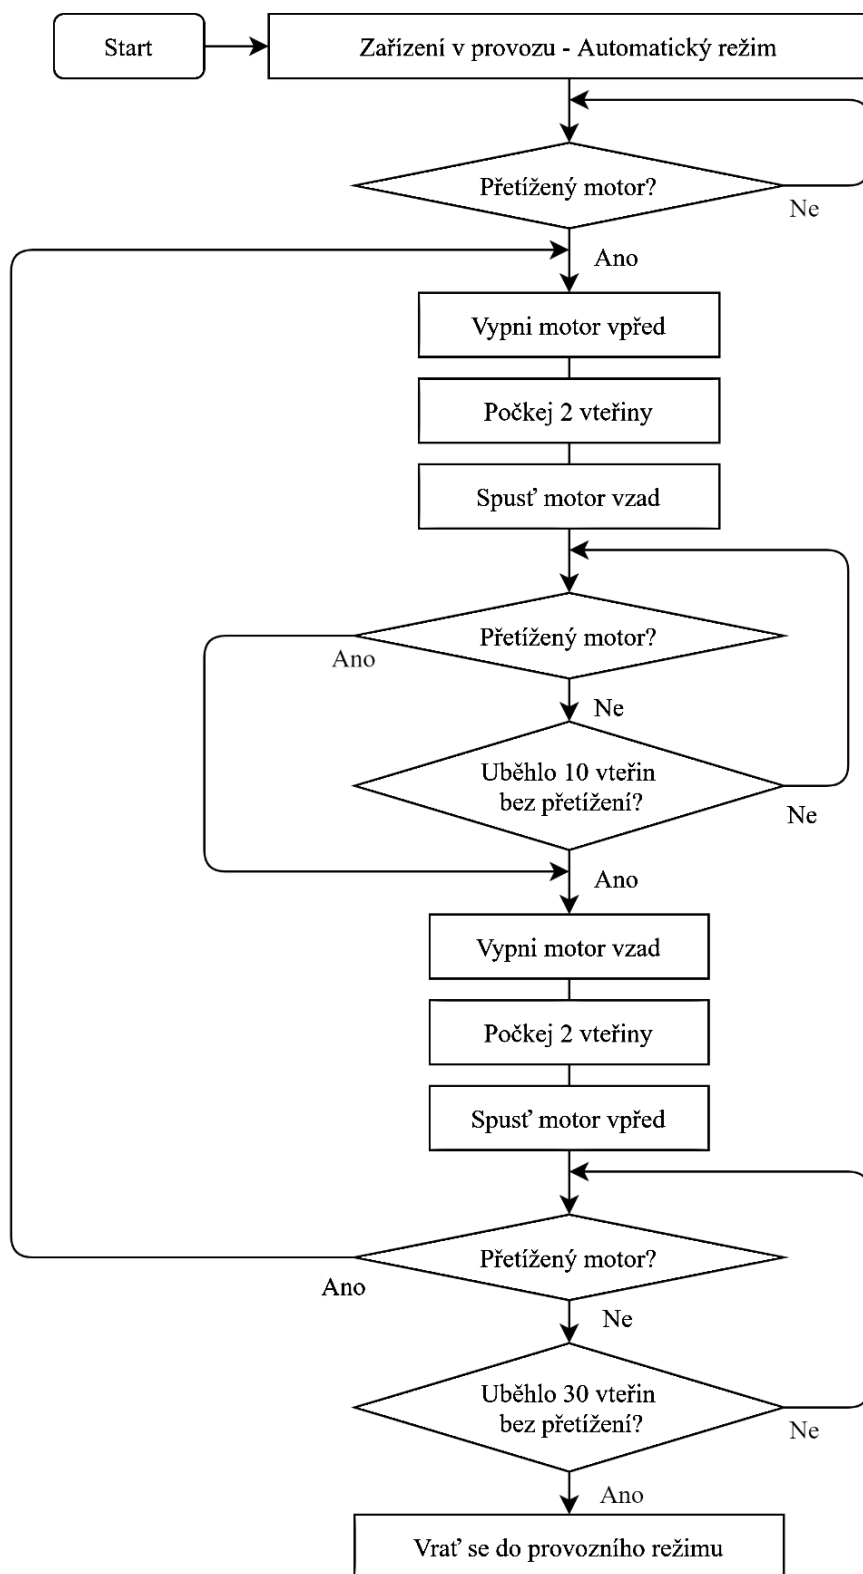 Start
Zařízení v provozu - Automatický režim
Přetížený motor?
Ne
Ano
Vypni motor vpřed
Počkej 2 vteřiny
Spusť motor vzad
Přetížený motor?
Ano
Ne
Uběhlo 10 vteřin
bez přetížení?
Ne
Ano
Vypni motor vzad
Počkej 2 vteřiny
Spusť motor vpřed
Přetížený motor?
Ano
Ne
Uběhlo 30 vteřin
bez přetížení?
Ne
Ano
Vrať se do provozního režimu